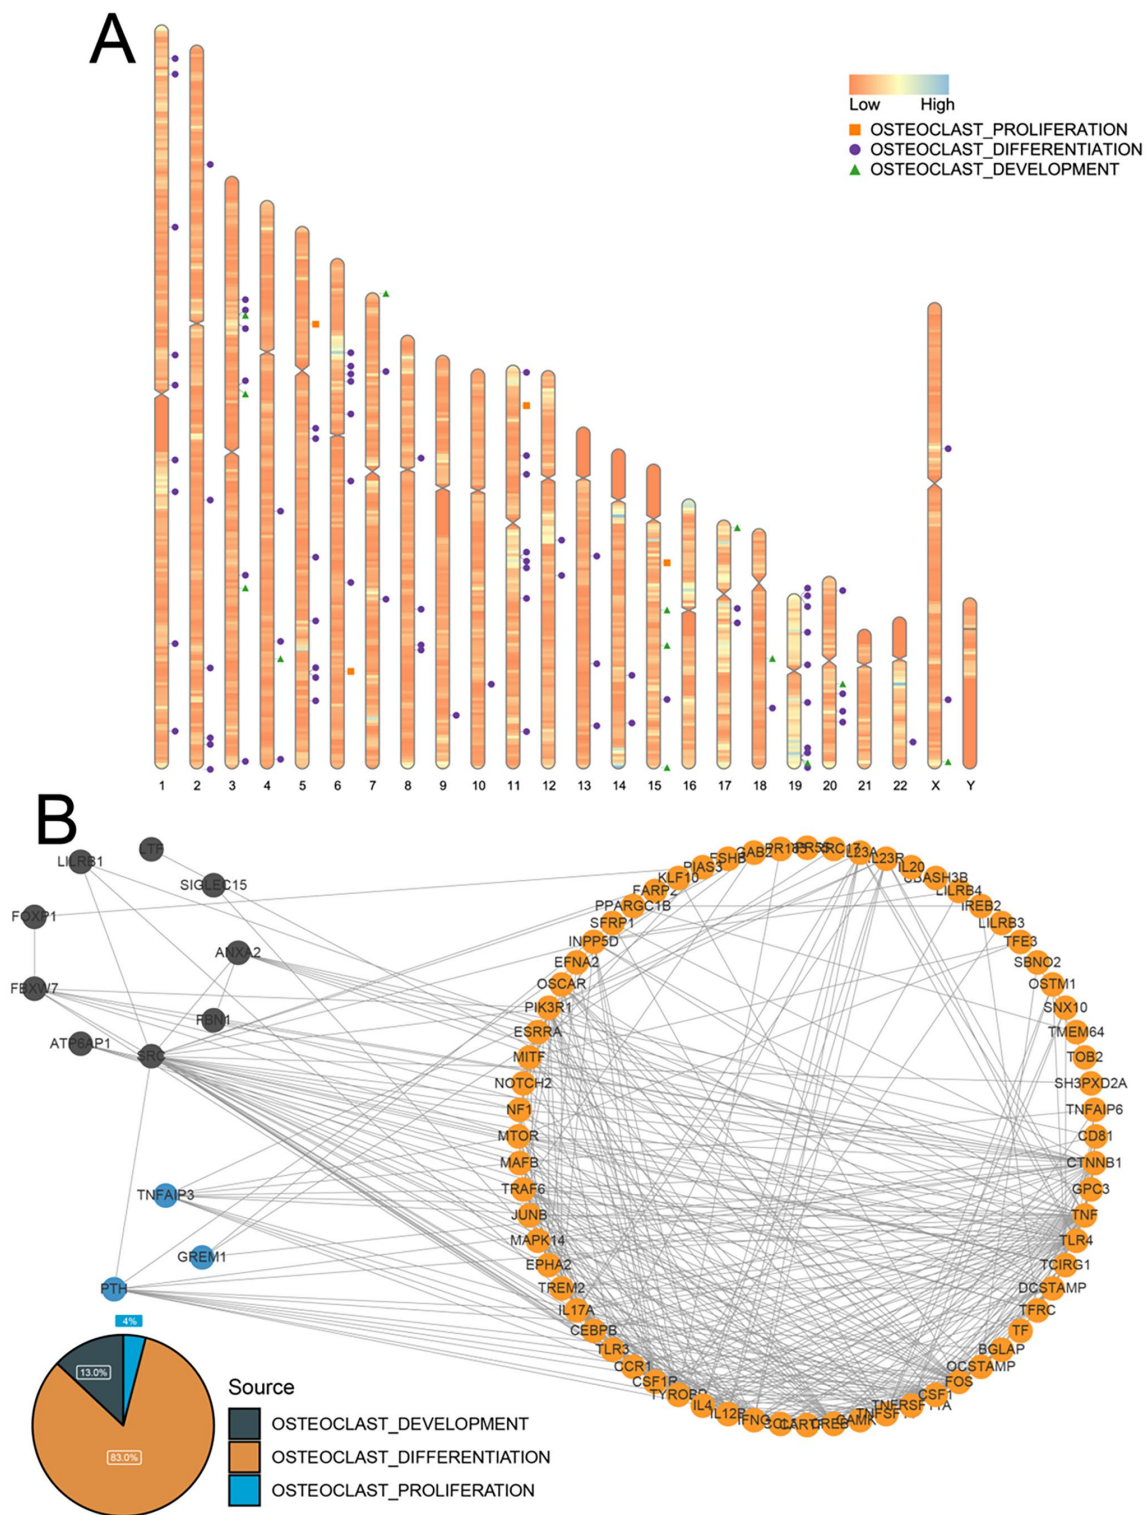 A
Low High
OSTEOCLAST_PROLIFERATION
OSTEOCLAST_DIFFERENTIATION
OSTEOCLAST_DEVELOPMENT
1 2 3 4 5 6 7 8 9 10 11 12 13 14 15 16 17 18 19 20 21 22 X Y
B
LTF
LILRB1
SIGLEC15
FOXP1
ANXA2
FBXW7
FBN1
ATP6AP1
SRC
TNFAIP3
GREM1
PTH
IL23A
IL23R
IL20
UBASH3B
LILRB4
IREB2
LILRB3
TFE3
SBNO2
OSTM1
SNX10
TMEM64
TOB2
SH3PXD2A
TNFAIP6
CD81
CTNNB1
GPC3
TNF
TLR4
TCIRG1
DCSTAMP
TFRC
TF
BGLAP
OCSTAMP
FOS
CSF1
IFNG
IL12B
IL4
TYROBP
CSF1R
CCR1
TLR3
CEBPB
IL17A
TREM2
EPHA2
MAPK14
JUNB
TRAF6
MAFB
MTOR
NF1
NOTCH2
MITF
ESRRA
PIK3R1
OSCAR
EFNA2
INPP5D
SFRP1
PPARGC1B
FARP2
KLF10
PIAS3
FSHB
GAB2
4%
13.0%
83.0%
Source
OSTEOCLAST_DEVELOPMENT
OSTEOCLAST_DIFFERENTIATION
OSTEOCLAST_PROLIFERATION